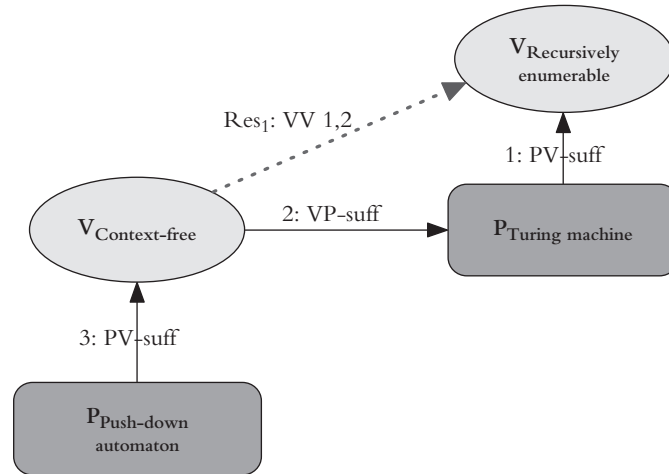 V_Recursively
enumerable
Res₁: VV 1,2
1: PV-suff
V_Context-free
2: VP-suff
P_Turing machine
3: PV-suff
P_Push-down
automaton